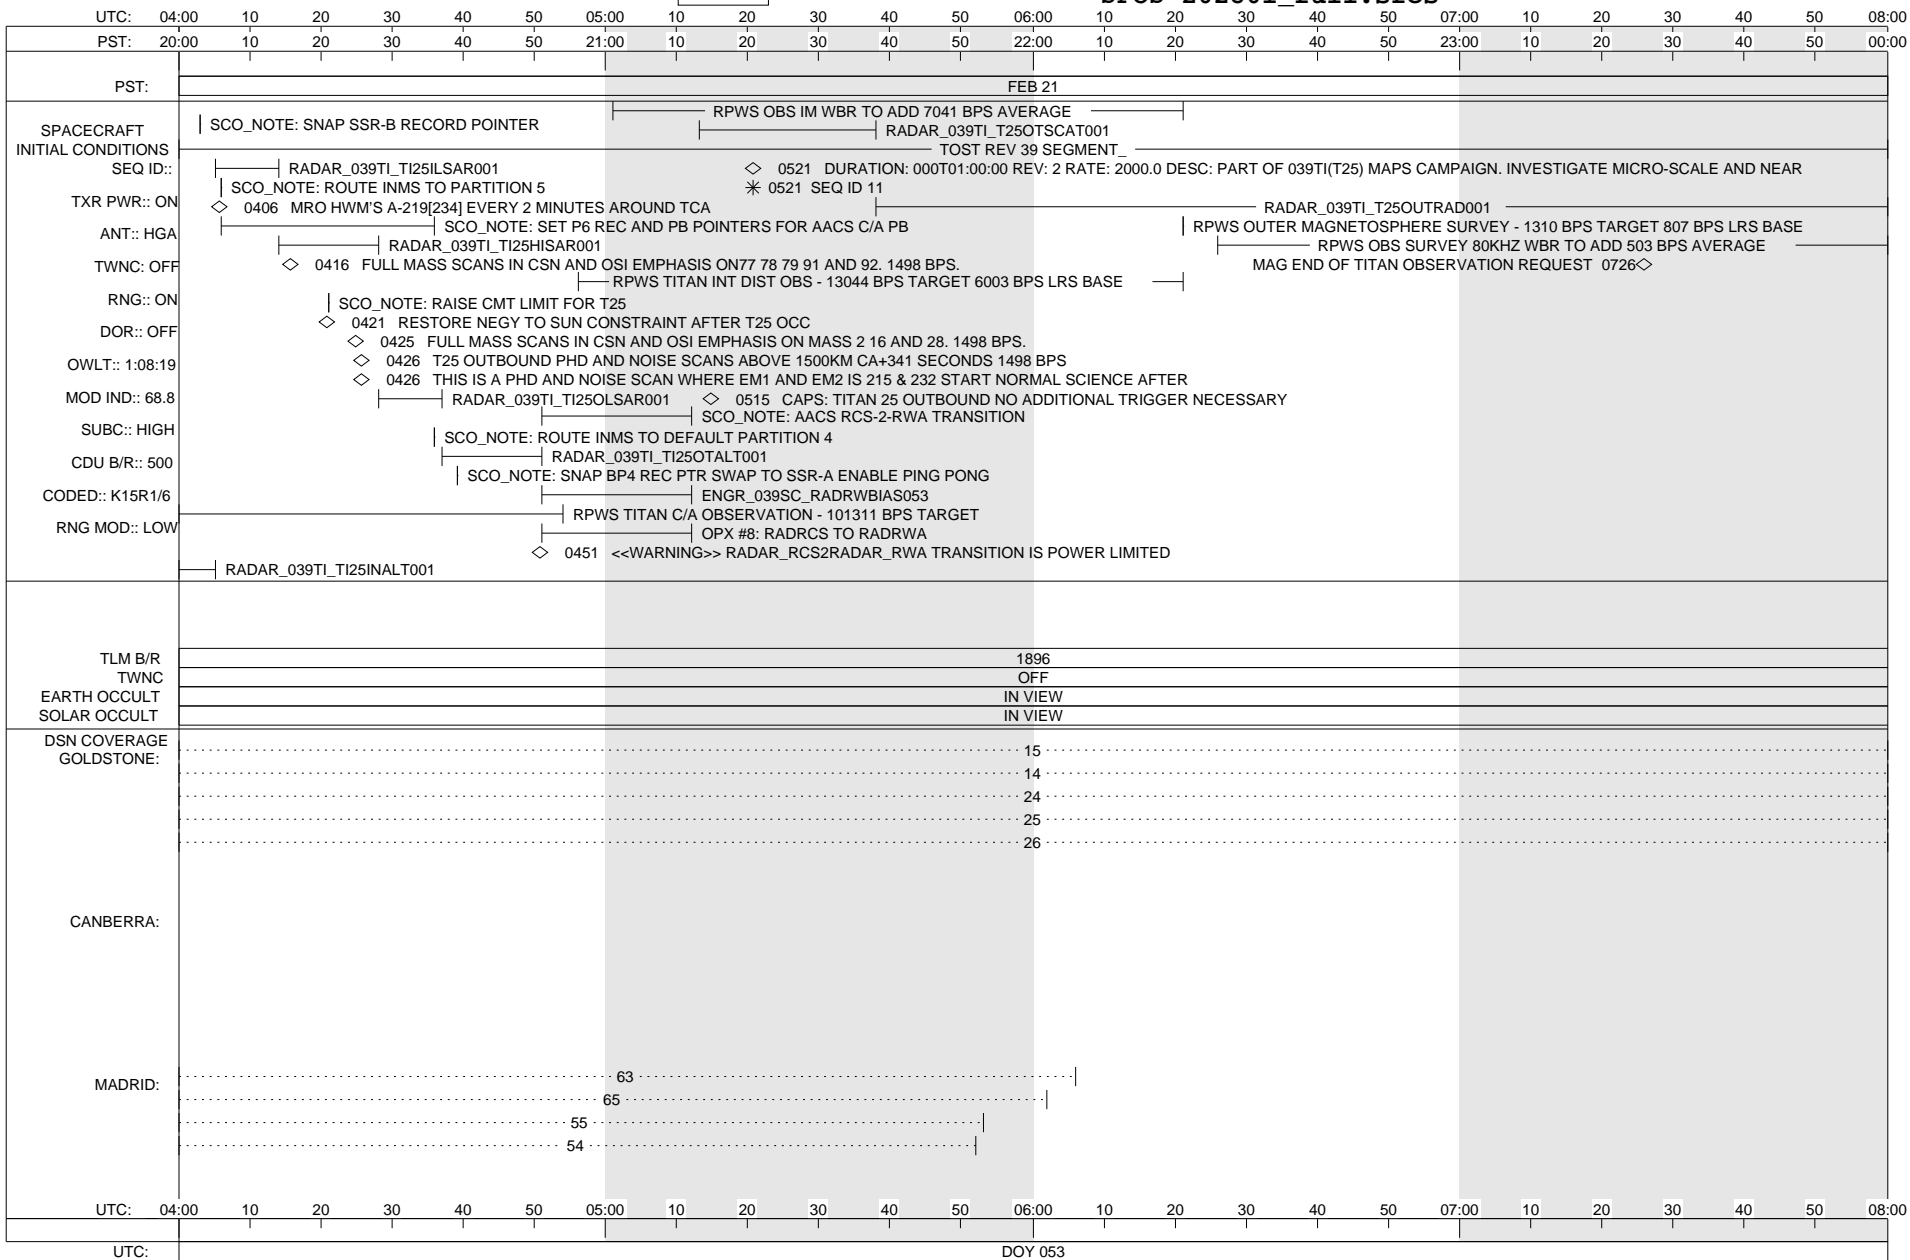 UTC: 04:00 10 20 30 40 50 05:00 10 20 30 40 50 06:00 10 20 30 40 50 07:00 10 20 30 40 50 08:00
PST: 20:00 10 20 30 40 50 21:00 10 20 30 40 50 22:00 10 20 30 40 50 23:00 10 20 30 40 50 00:00
PST: FEB 21
RPWS OBS IM WBR TO ADD 7041 BPS AVERAGE
SCO_NOTE: SNAP SSR-B RECORD POINTER
SPACECRAFT RADAR_039TI_T25OTSCAT001
INITIAL CONDITIONS TOST REV 39 SEGMENT_
SEQ ID:: RADAR_039TI_TI25ILSAR001 0521 DURATION: 000T01:00:00 REV: 2 RATE: 2000.0 DESC: PART OF 039TI(T25) MAPS CAMPAIGN. INVESTIGATE MICRO-SCALE AND NEAR
SCO_NOTE: ROUTE INMS TO PARTITION 5 0521 SEQ ID 11
TXR PWR:: ON 0406 MRO HWM'S A-219[234] EVERY 2 MINUTES AROUND TCA RADAR_039TI_T25OUTRAD001
SCO_NOTE: SET P6 REC AND PB POINTERS FOR AACS C/A PB RPWS OUTER MAGNETOSPHERE SURVEY - 1310 BPS TARGET 807 BPS LRS BASE
ANT:: HGA RADAR_039TI_TI25HISAR001 RPWS OBS SURVEY 80KHZ WBR TO ADD 503 BPS AVERAGE
TWNC: OFF 0416 FULL MASS SCANS IN CSN AND OSI EMPHASIS ON77 78 79 91 AND 92. 1498 BPS. MAG END OF TITAN OBSERVATION REQUEST 0726
RPWS TITAN INT DIST OBS - 13044 BPS TARGET 6003 BPS LRS BASE
RNG:: ON SCO_NOTE: RAISE CMT LIMIT FOR T25
0421 RESTORE NEGY TO SUN CONSTRAINT AFTER T25 OCC
DOR:: OFF 0425 FULL MASS SCANS IN CSN AND OSI EMPHASIS ON MASS 2 16 AND 28. 1498 BPS.
OWLT:: 1:08:19 0426 T25 OUTBOUND PHD AND NOISE SCANS ABOVE 1500KM CA+341 SECONDS 1498 BPS
0426 THIS IS A PHD AND NOISE SCAN WHERE EM1 AND EM2 IS 215 & 232 START NORMAL SCIENCE AFTER
MOD IND:: 68.8 RADAR_039TI_TI25OLSAR001 0515 CAPS: TITAN 25 OUTBOUND NO ADDITIONAL TRIGGER NECESSARY
SCO_NOTE: AACS RCS-2-RWA TRANSITION
SUBC:: HIGH SCO_NOTE: ROUTE INMS TO DEFAULT PARTITION 4
CDU B/R:: 500 RADAR_039TI_TI25OTALT001
SCO_NOTE: SNAP BP4 REC PTR SWAP TO SSR-A ENABLE PING PONG
CODED:: K15R1/6 ENGR_039SC_RADRWBIAS053
RPWS TITAN C/A OBSERVATION - 101311 BPS TARGET
RNG MOD:: LOW OPX #8: RADRCS TO RADRWA
0451 <<WARNING>> RADAR_RCS2RADAR_RWA TRANSITION IS POWER LIMITED
RADAR_039TI_TI25INALT001
TLM B/R 1896
TWNC OFF
EARTH OCCULT IN VIEW
SOLAR OCCULT IN VIEW
DSN COVERAGE
GOLDSTONE: 15
14
24
25
26
CANBERRA:
MADRID: 63
65
55
54
UTC: 04:00 10 20 30 40 50 05:00 10 20 30 40 50 06:00 10 20 30 40 50 07:00 10 20 30 40 50 08:00
UTC: DOY 053